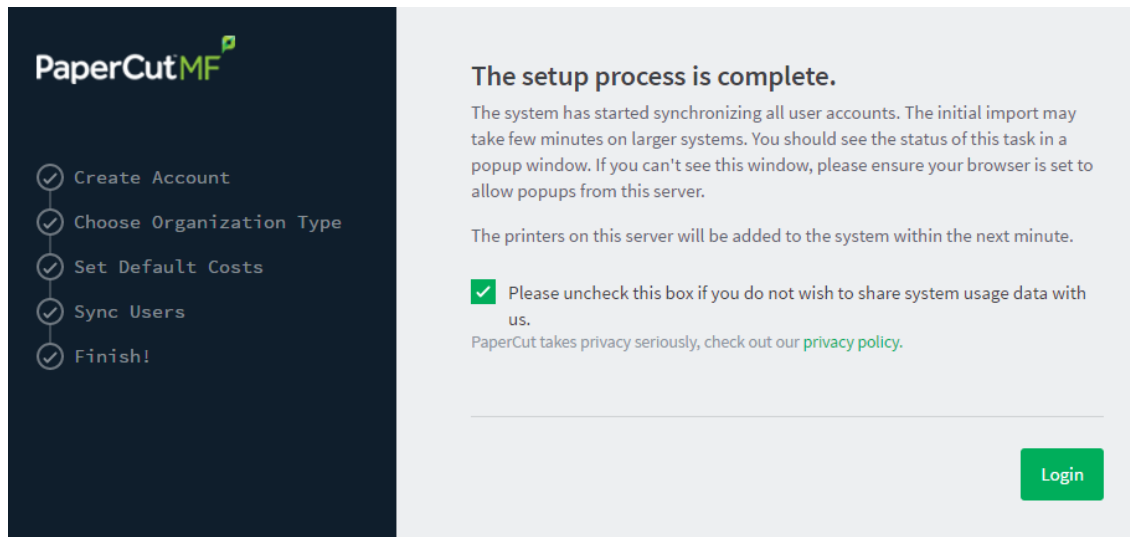 PaperCut MF
Create Account
Choose Organization Type
Set Default Costs
Sync Users
Finish!
The setup process is complete.
The system has started synchronizing all user accounts. The initial import may
take few minutes on larger systems. You should see the status of this task in a
popup window. If you can't see this window, please ensure your browser is set to
allow popups from this server.
The printers on this server will be added to the system within the next minute.
Please uncheck this box if you do not wish to share system usage data with
us.
PaperCut takes privacy seriously, check out our privacy policy.
Login